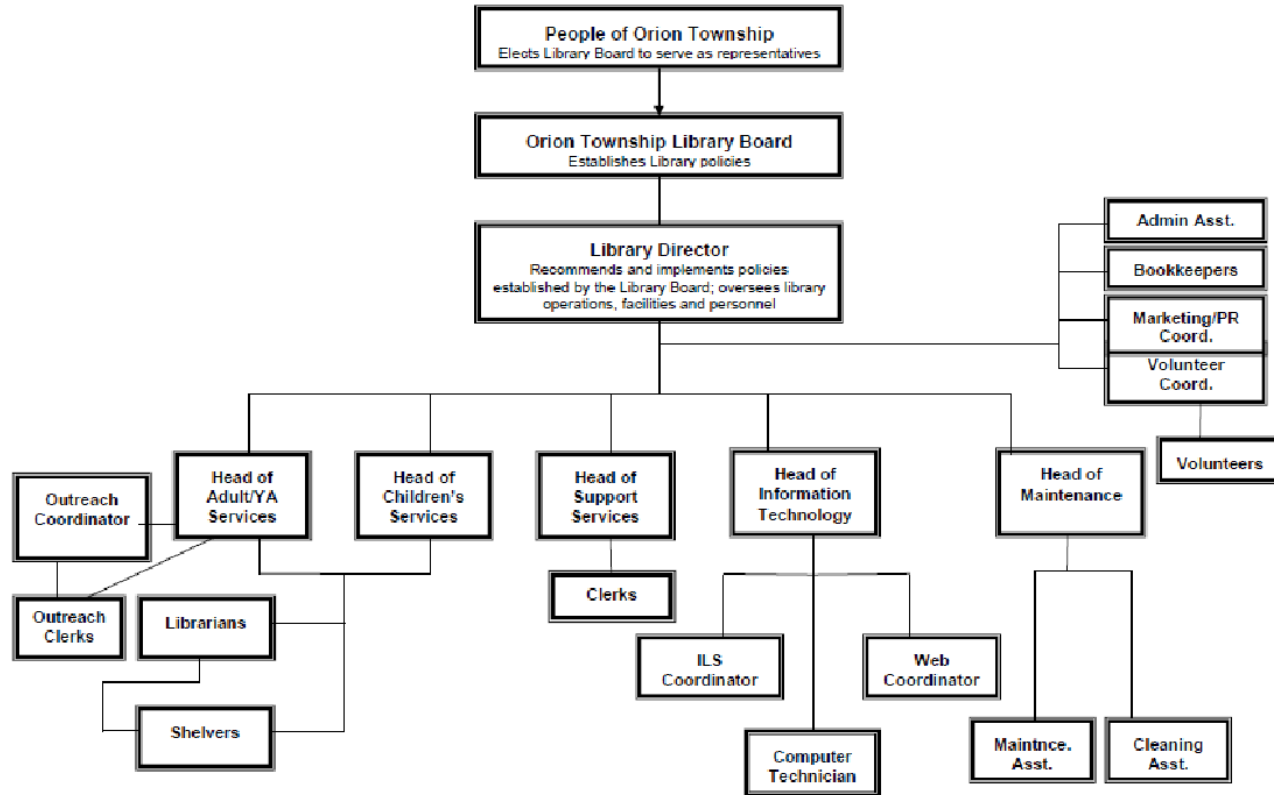 People of Orion Township
Elects Library Board to serve as representatives
Orion Township Library Board
Establishes Library policies
Library Director
Recommends and implements policies
established by the Library Board; oversees library
operations, facilities and personnel
Admin Asst.
Bookkeepers
Marketing/PR
Coord.
Volunteer
Coord.
Volunteers
Outreach
Coordinator
Head of
Adult/YA
Services
Head of
Children's
Services
Head of
Support
Services
Head of
Information
Technology
Head of
Maintenance
Outreach
Clerks
Librarians
Clerks
Shelvers
ILS
Coordinator
Web
Coordinator
Computer
Technician
Maintnce.
Asst.
Cleaning
Asst.